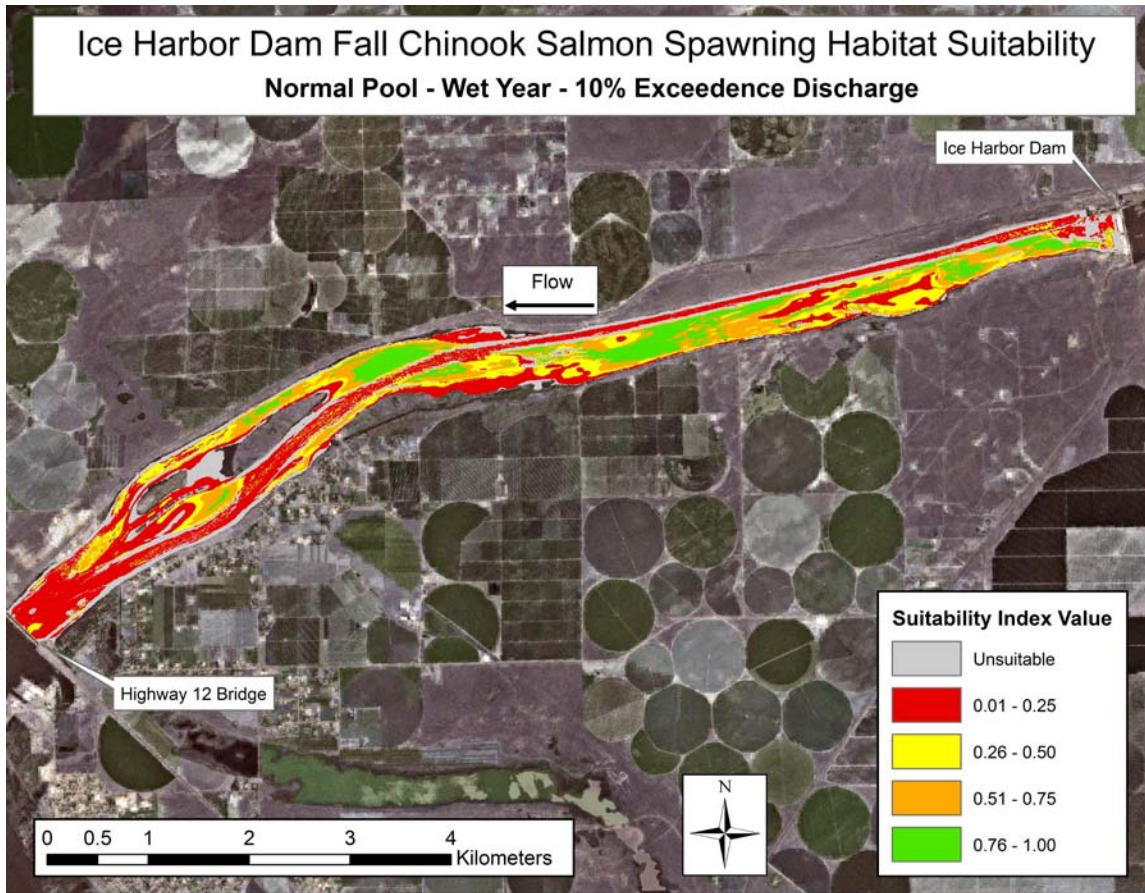 Ice Harbor Dam Fall Chinook Salmon Spawning Habitat Suitability
Normal Pool - Wet Year - 10% Exceedence Discharge
Ice Harbor Dam
Flow
Highway 12 Bridge
Suitability Index Value
Unsuitable
0.01 - 0.25
0.26 - 0.50
0.51 - 0.75
0.76 - 1.00
N
0 0.5 1 2 3 4
Kilometers